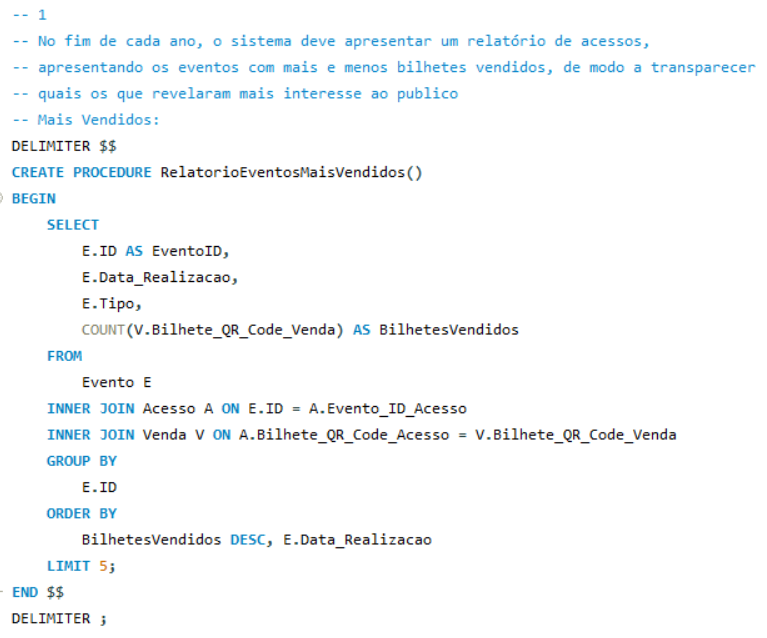 -- 1
-- No fim de cada ano, o sistema deve apresentar um relatório de acessos,
-- apresentando os eventos com mais e menos bilhetes vendidos, de modo a transparecer
-- quais os que revelaram mais interesse ao publico
-- Mais Vendidos:
DELIMITER $$
CREATE PROCEDURE RelatorioEventosMaisVendidos()
BEGIN
SELECT
E.ID AS EventoID,
E.Data_Realizacao,
E.Tipo,
COUNT(V.Bilhete_QR_Code_Venda) AS BilhetesVendidos
FROM
Evento E
INNER JOIN Acesso A ON E.ID = A.Evento_ID_Acesso
INNER JOIN Venda V ON A.Bilhete_QR_Code_Acesso = V.Bilhete_QR_Code_Venda
GROUP BY
E.ID
ORDER BY
BilhetesVendidos DESC, E.Data_Realizacao
LIMIT 5;
END $$
DELIMITER ;